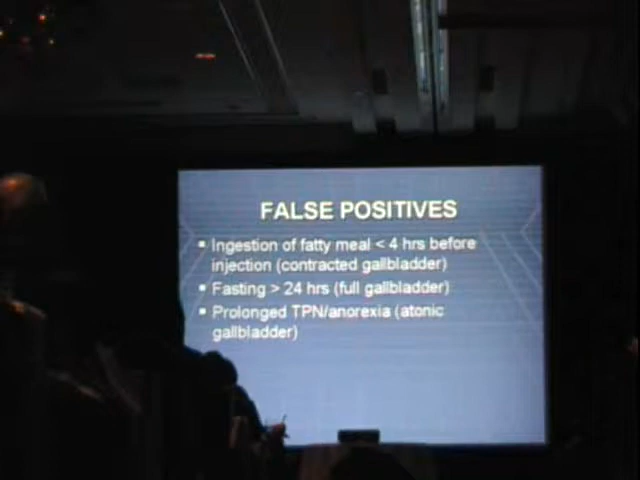 FALSE POSITIVES
▪ Ingestion of fatty meal < 4 hrs before
injection (contracted gallbladder)
▪ Fasting > 24 hrs (full gallbladder)
▪ Prolonged TPN/anorexia (atonic
gallbladder)